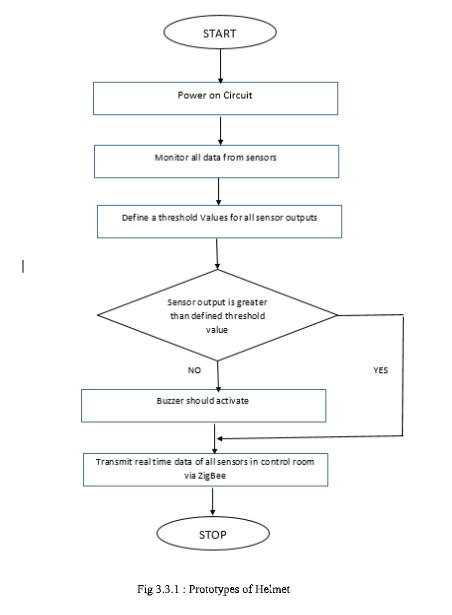 START
Power on Circuit
Monitor all data from sensors
Define a threshold Values for all sensor outputs
Sensor output is greater
than defined threshold
value
NO
YES
Buzzer should activate
Transmit real time data of all sensors in control room
via ZigBee
STOP
Fig 3.3.1 : Prototypes of Helmet